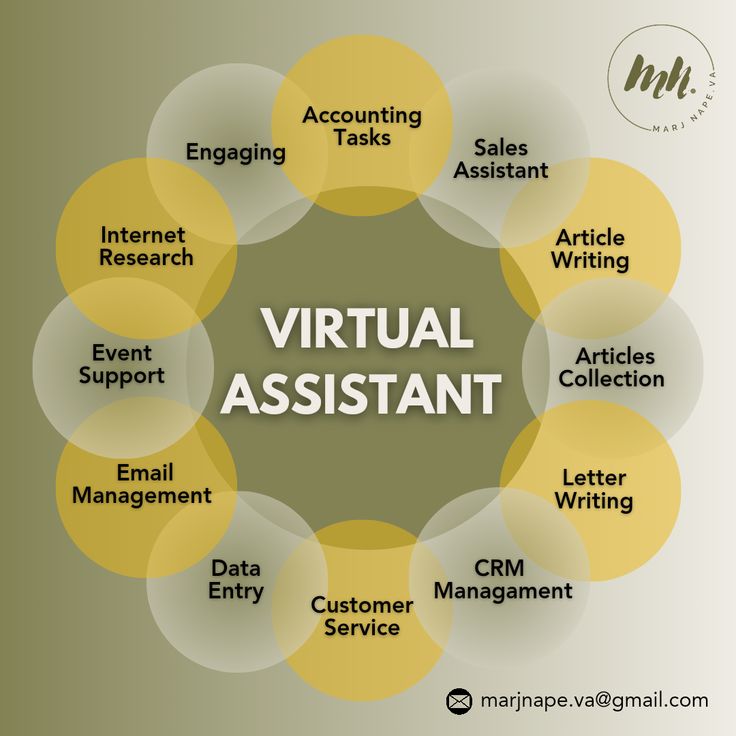 mn.
MARJ NAPE.VA
Accounting
Tasks
Sales
Assistant
Article
Writing
Articles
Collection
Letter
Writing
CRM
Managament
Customer
Service
Data
Entry
Email
Management
Event
Support
Internet
Research
Engaging
VIRTUAL
ASSISTANT
marjnape.va@gmail.com